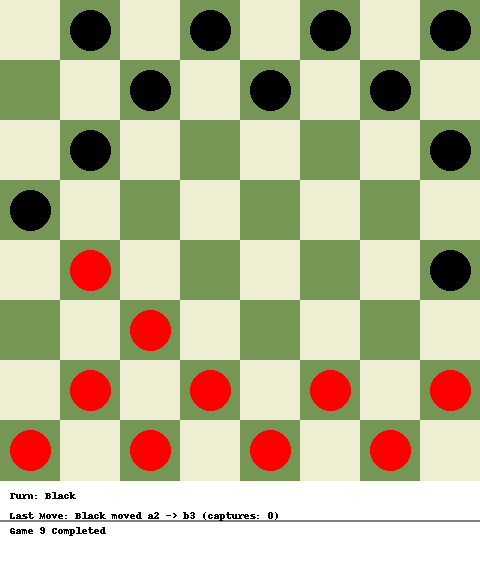 Turn: Black
Last Move: Black moved a2 -> b3 (captures: 0)
Game 9 Completed